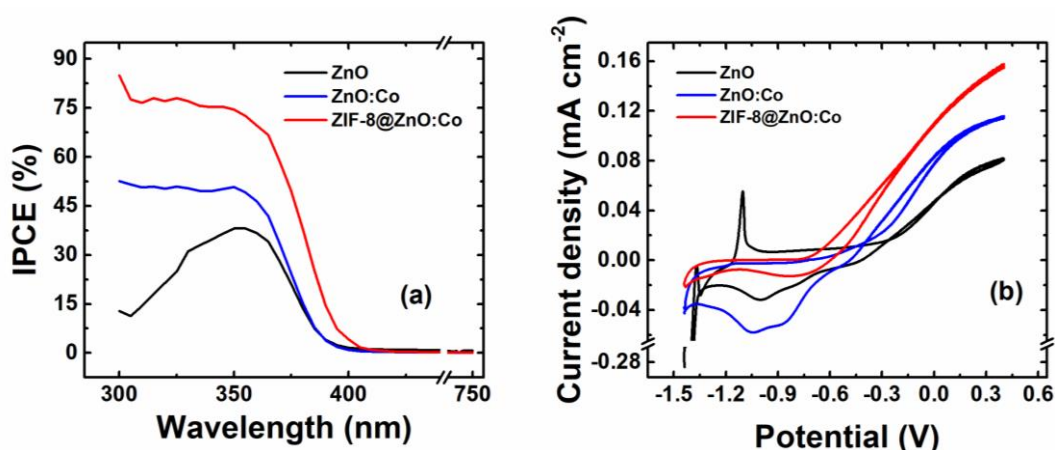 90
75
60
45
30
15
0
IPCE (%)
ZnO
ZnO:Co
ZIF-8@ZnO:Co
(a)
300
350
400
750
Wavelength (nm)
0.16
0.12
0.08
0.04
0.00
-0.04
-0.28
Current density (mA cm⁻²)
ZnO
ZnO:Co
ZIF-8@ZnO:Co
(b)
-1.5 -1.2 -0.9 -0.6 -0.3 0.0 0.3 0.6
Potential (V)